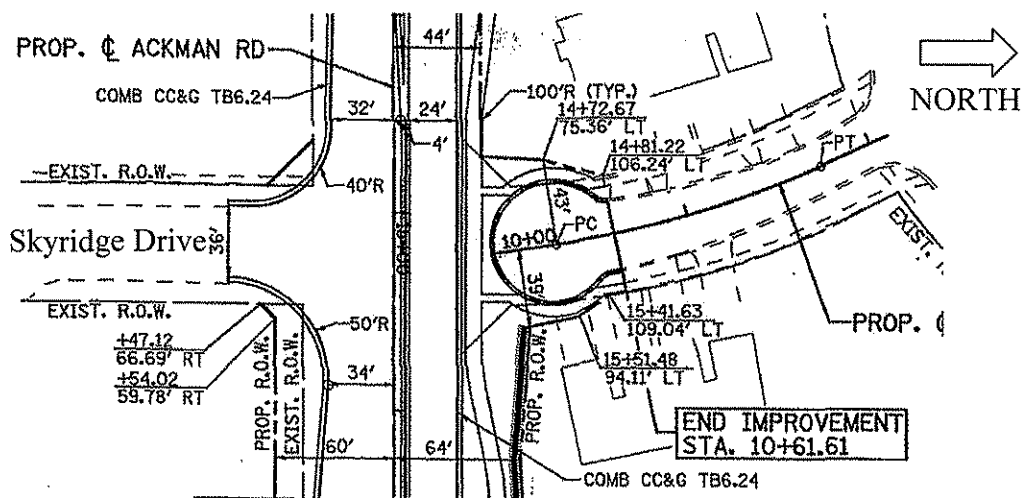 44'
PROP. ℄ ACKMAN RD
COMB CC&G TB6.24
32'
24'
4'
100'R (TYP.)
14+72.67
75.36' LT
14+81.22
106.24' LT
NORTH
PT
EXIST. R.O.W.
40'R
43'
Skyridge Drive
36'
10+00
PC
39'
EXIST.
EXIST. R.O.W.
50'R
+47.12
66.69' RT
+54.02
59.78' RT
PROP. R.O.W.
EXIST. R.O.W.
34'
60'
64'
PROP. R.O.W.
15+41.63
109.04' LT
15+51.48
94.11' LT
PROP. ℄
END IMPROVEMENT
STA. 10+61.61
COMB CC&G TB6.24